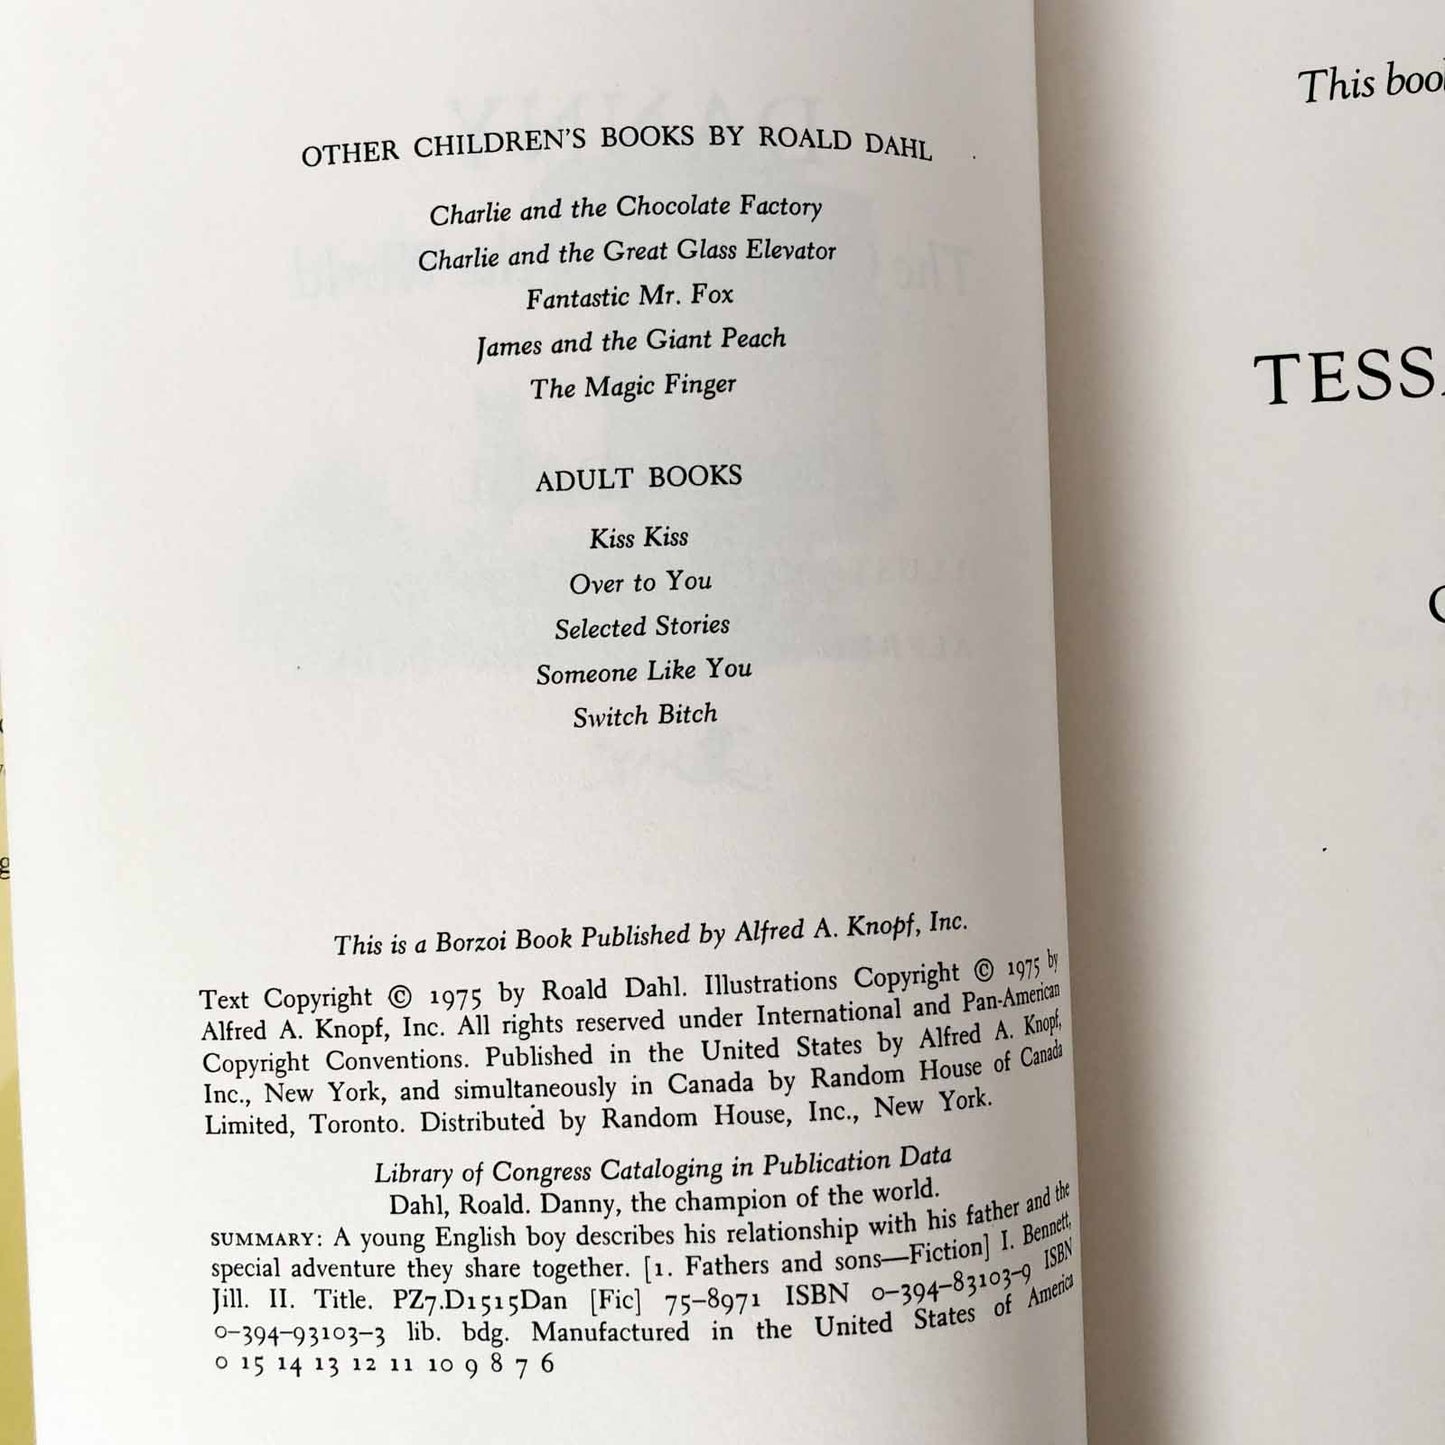 OTHER CHILDREN'S BOOKS BY ROALD DAHL
Charlie and the Chocolate Factory
Charlie and the Great Glass Elevator
Fantastic Mr. Fox
James and the Giant Peach
The Magic Finger
ADULT BOOKS
Kiss Kiss
Over to You
Selected Stories
Someone Like You
Switch Bitch
This is a Borzoi Book Published by Alfred A. Knopf, Inc.
Text Copyright © 1975 by Roald Dahl. Illustrations Copyright © 1975 by
Alfred A. Knopf, Inc. All rights reserved under International and Pan-American
Copyright Conventions. Published in the United States by Alfred A. Knopf,
Inc., New York, and simultaneously in Canada by Random House of Canada
Limited, Toronto. Distributed by Random House, Inc., New York.
Library of Congress Cataloging in Publication Data
Dahl, Roald. Danny, the champion of the world.
SUMMARY: A young English boy describes his relationship with his father and the
special adventure they share together. [1. Fathers and sons—Fiction] I. Bennett,
Jill. II. Title. PZ7.D1515Dan [Fic] 75–8971 ISBN 0–394–83103–9 ISBN
0–394–93103–3 lib. bdg. Manufactured in the United States of America
0 15 14 13 12 11 10 9 8 7 6
This
TESS